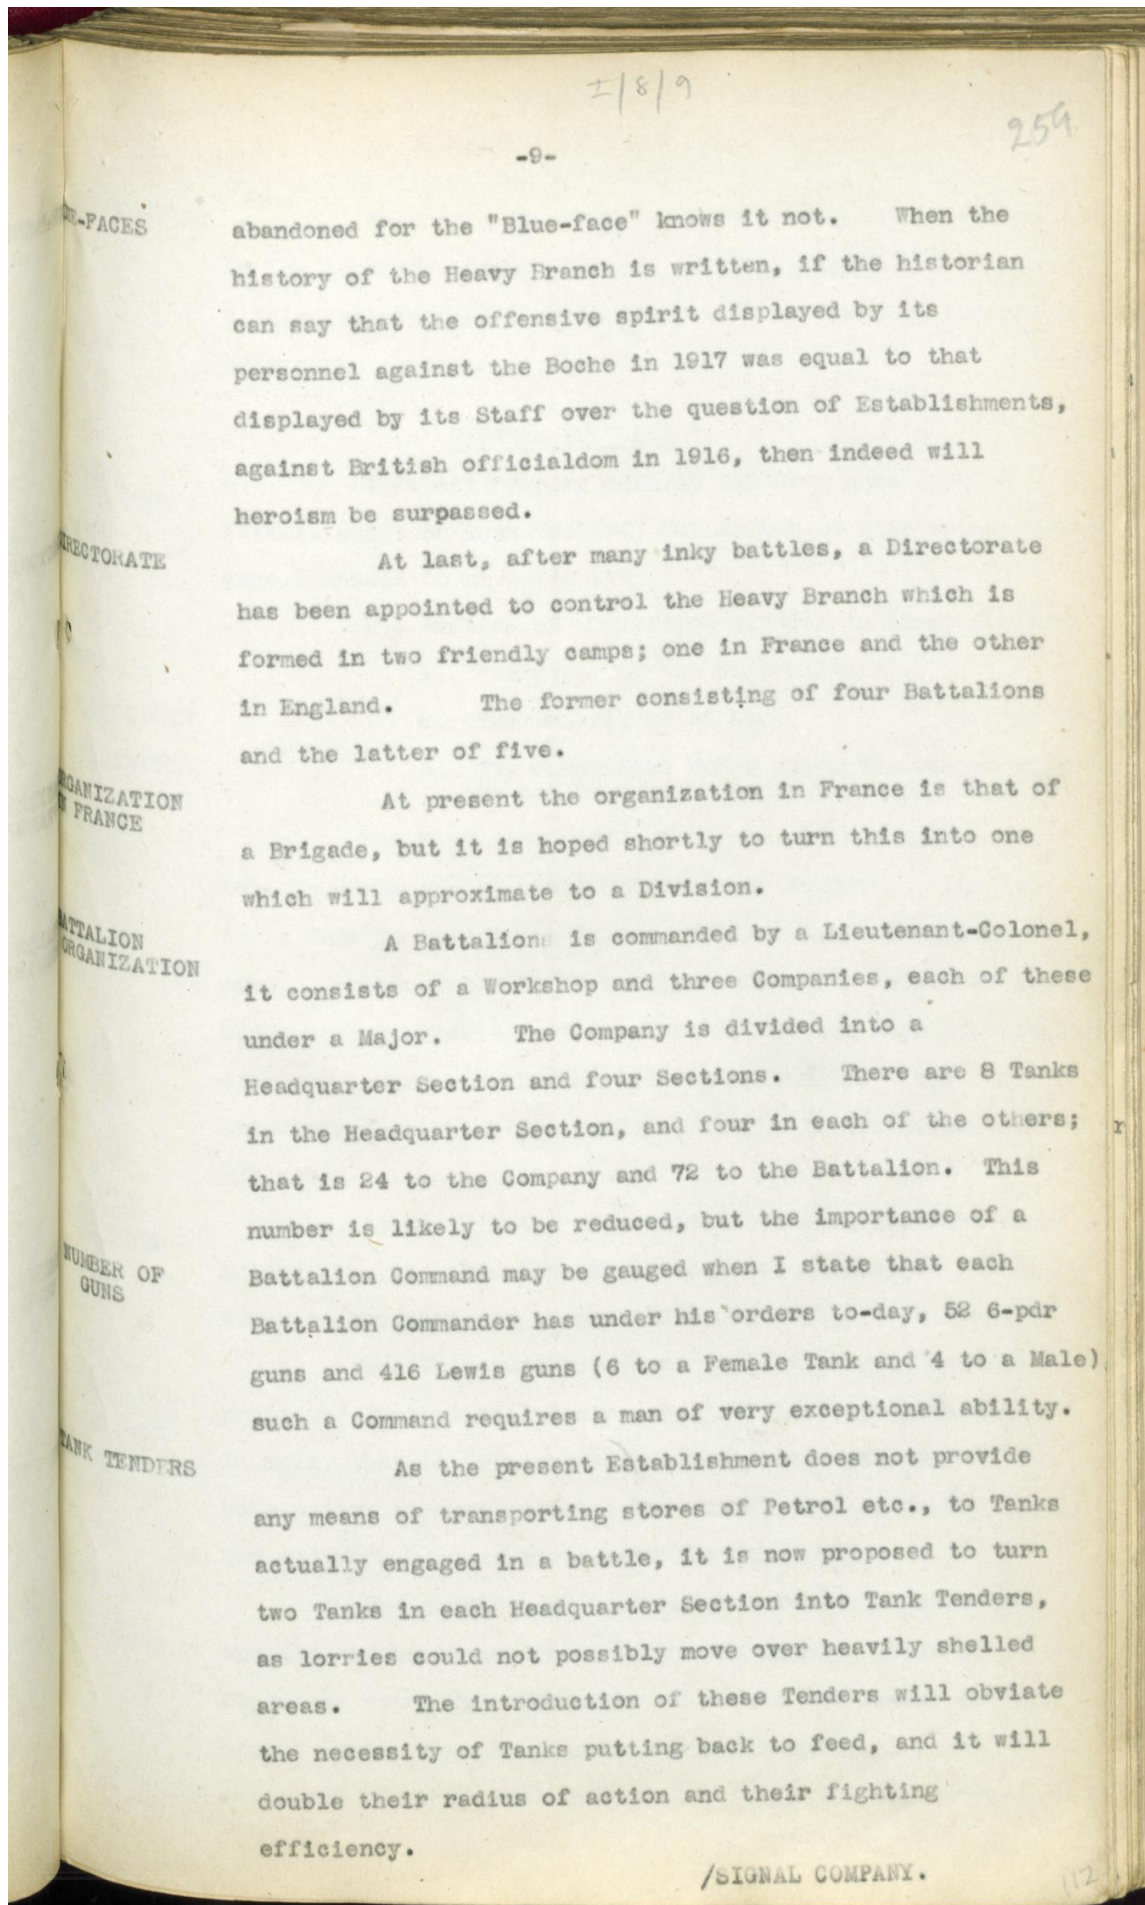 I/8/9
259
-9-
UE-FACES
abandoned for the "Blue-face" knows it not. When the
history of the Heavy Branch is written, if the historian
can say that the offensive spirit displayed by its
personnel against the Boche in 1917 was equal to that
displayed by its Staff over the question of Establishments,
against British officialdom in 1916, then indeed will
heroism be surpassed.
DIRECTORATE
At last, after many inky battles, a Directorate
has been appointed to control the Heavy Branch which is
formed in two friendly camps; one in France and the other
in England. The former consisting of four Battalions
and the latter of five.
ORGANIZATION
IN FRANCE
At present the organization in France is that of
a Brigade, but it is hoped shortly to turn this into one
which will approximate to a Division.
BATTALION
ORGANIZATION
A Battalion is commanded by a Lieutenant-Colonel,
it consists of a Workshop and three Companies, each of these
under a Major. The Company is divided into a
Headquarter Section and four Sections. There are 8 Tanks
in the Headquarter Section, and four in each of the others;
that is 24 to the Company and 72 to the Battalion. This
number is likely to be reduced, but the importance of a
NUMBER OF
GUNS
Battalion Command may be gauged when I state that each
Battalion Commander has under his orders to-day, 52 6-pdr
guns and 416 Lewis guns (6 to a Female Tank and 4 to a Male)
such a Command requires a man of very exceptional ability.
TANK TENDERS
As the present Establishment does not provide
any means of transporting stores of Petrol etc., to Tanks
actually engaged in a battle, it is now proposed to turn
two Tanks in each Headquarter Section into Tank Tenders,
as lorries could not possibly move over heavily shelled
areas. The introduction of these Tenders will obviate
the necessity of Tanks putting back to feed, and it will
double their radius of action and their fighting
efficiency.
/SIGNAL COMPANY.
112